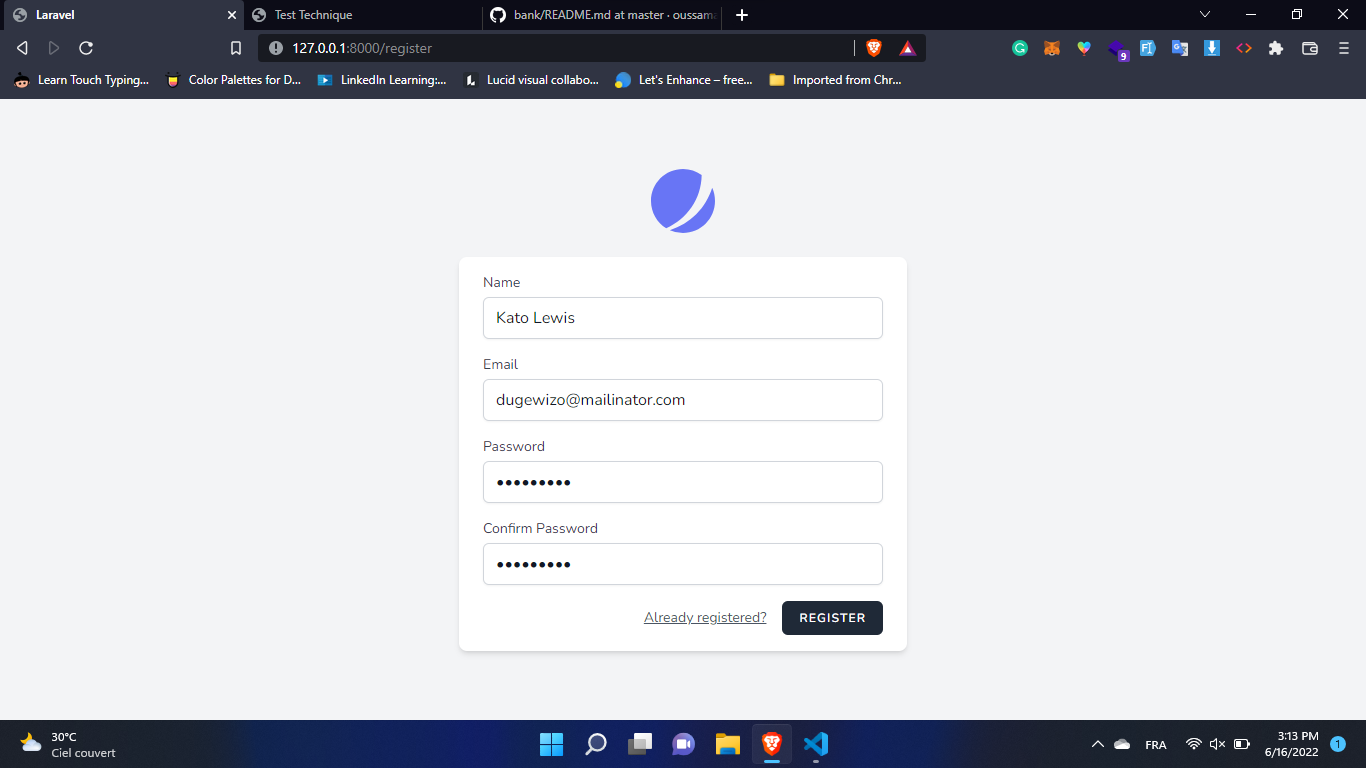 Laravel
Test Technique
bank/README.md at master · oussam
127.0.0.1:8000/register
9
Learn Touch Typing...
Color Palettes for D...
LinkedIn Learning:...
Lucid visual collabo...
Let's Enhance – free...
Imported from Chr...
Name
Kato Lewis
Email
dugewizo@mailinator.com
Password
•••••••••
Confirm Password
•••••••••
Already registered?
REGISTER
30°C
Ciel couvert
FRA
3:13 PM
6/16/2022
1